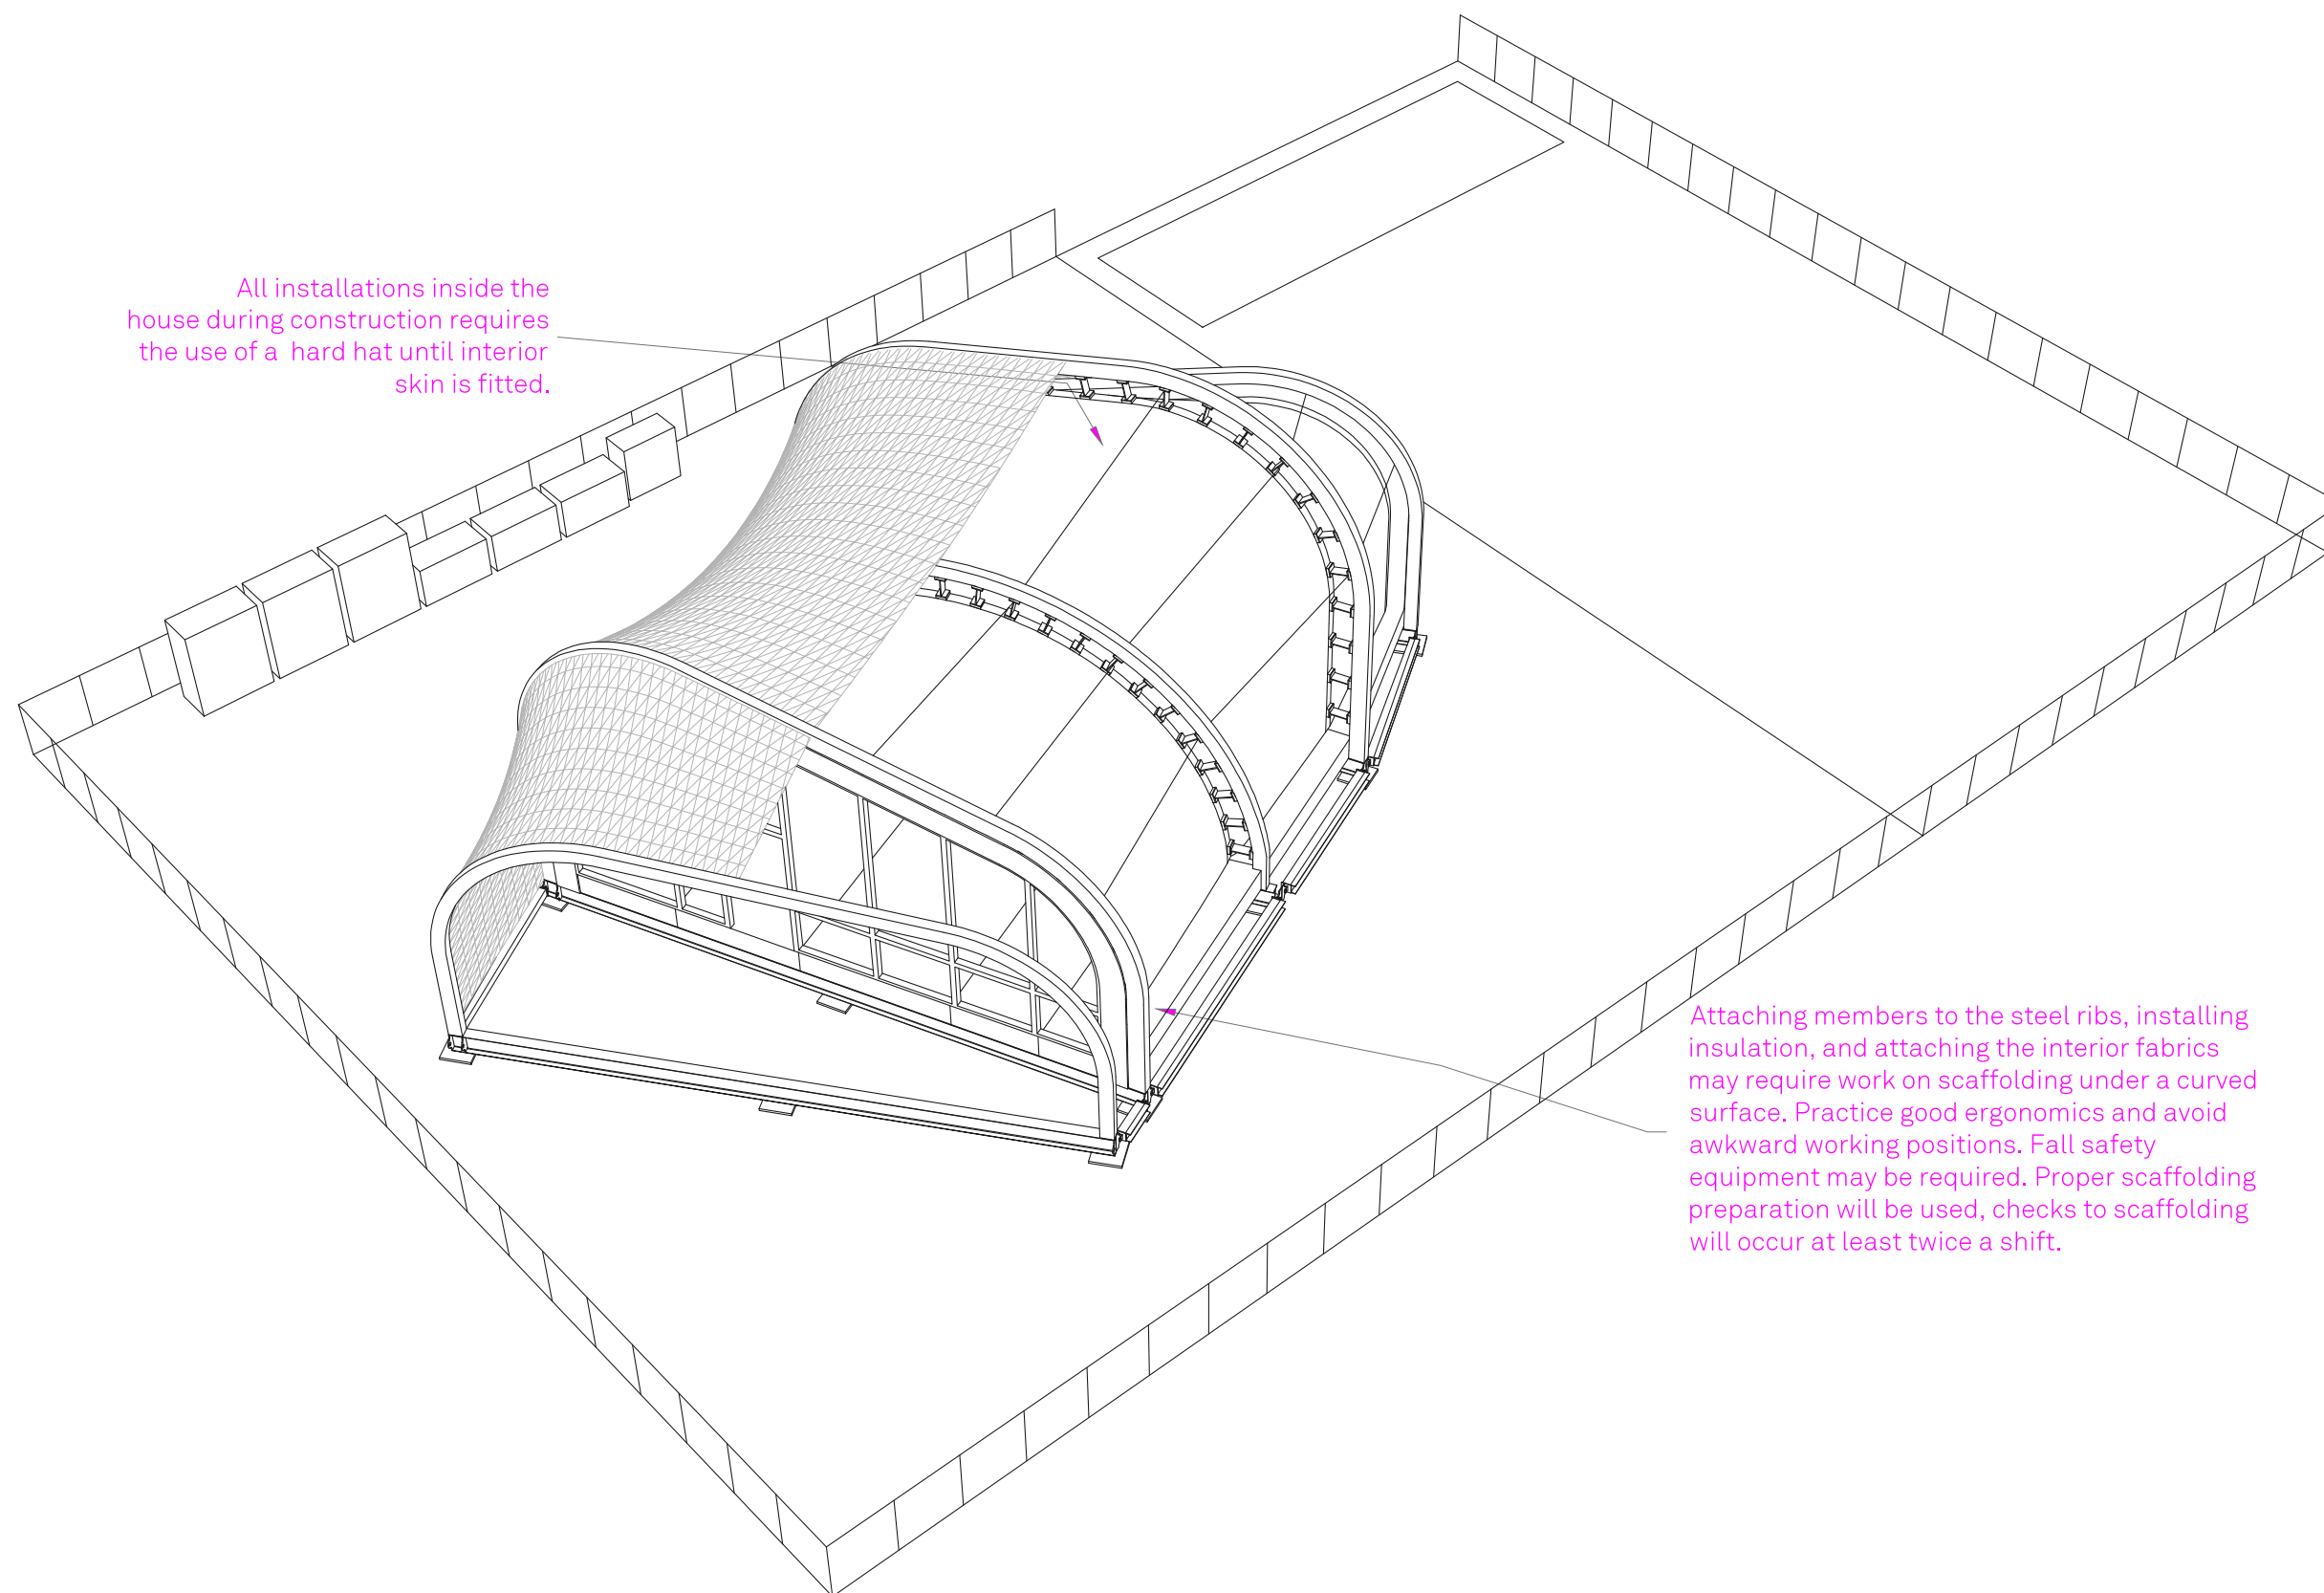 All installations inside the
house during construction requires
the use of a  hard hat until interior
skin is fitted.
Attaching members to the steel ribs, installing
insulation, and attaching the interior fabrics
may require work on scaffolding under a curved
surface. Practice good ergonomics and avoid
awkward working positions. Fall safety
equipment may be required. Proper scaffolding
preparation will be used, checks to scaffolding
will occur at least twice a shift.